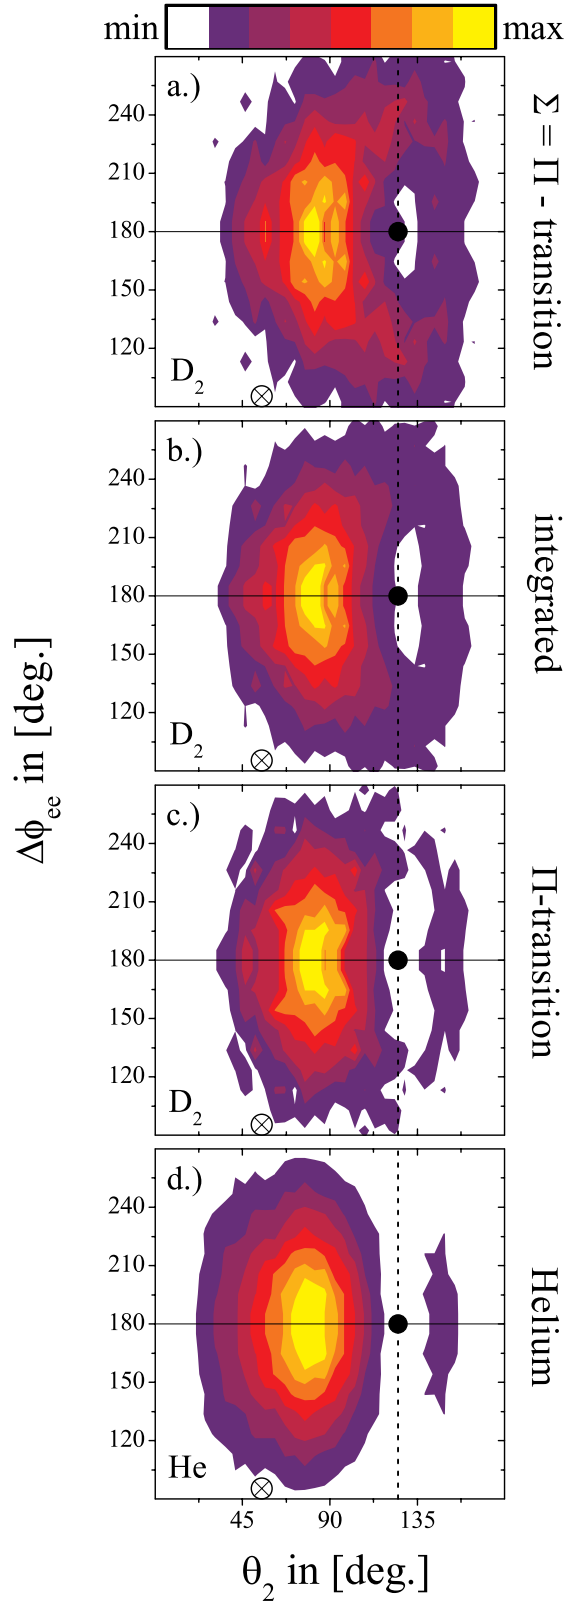 min max
a.)
240
210
180
150
120
D₂
Σ = Π - transition
b.)
240
210
180
150
120
D₂
integrated
Δϕₑₑ in [deg.]
c.)
240
210
180
150
120
D₂
Π-transition
d.)
240
210
180
150
120
He
Helium
45 90 135
θ₂ in [deg.]